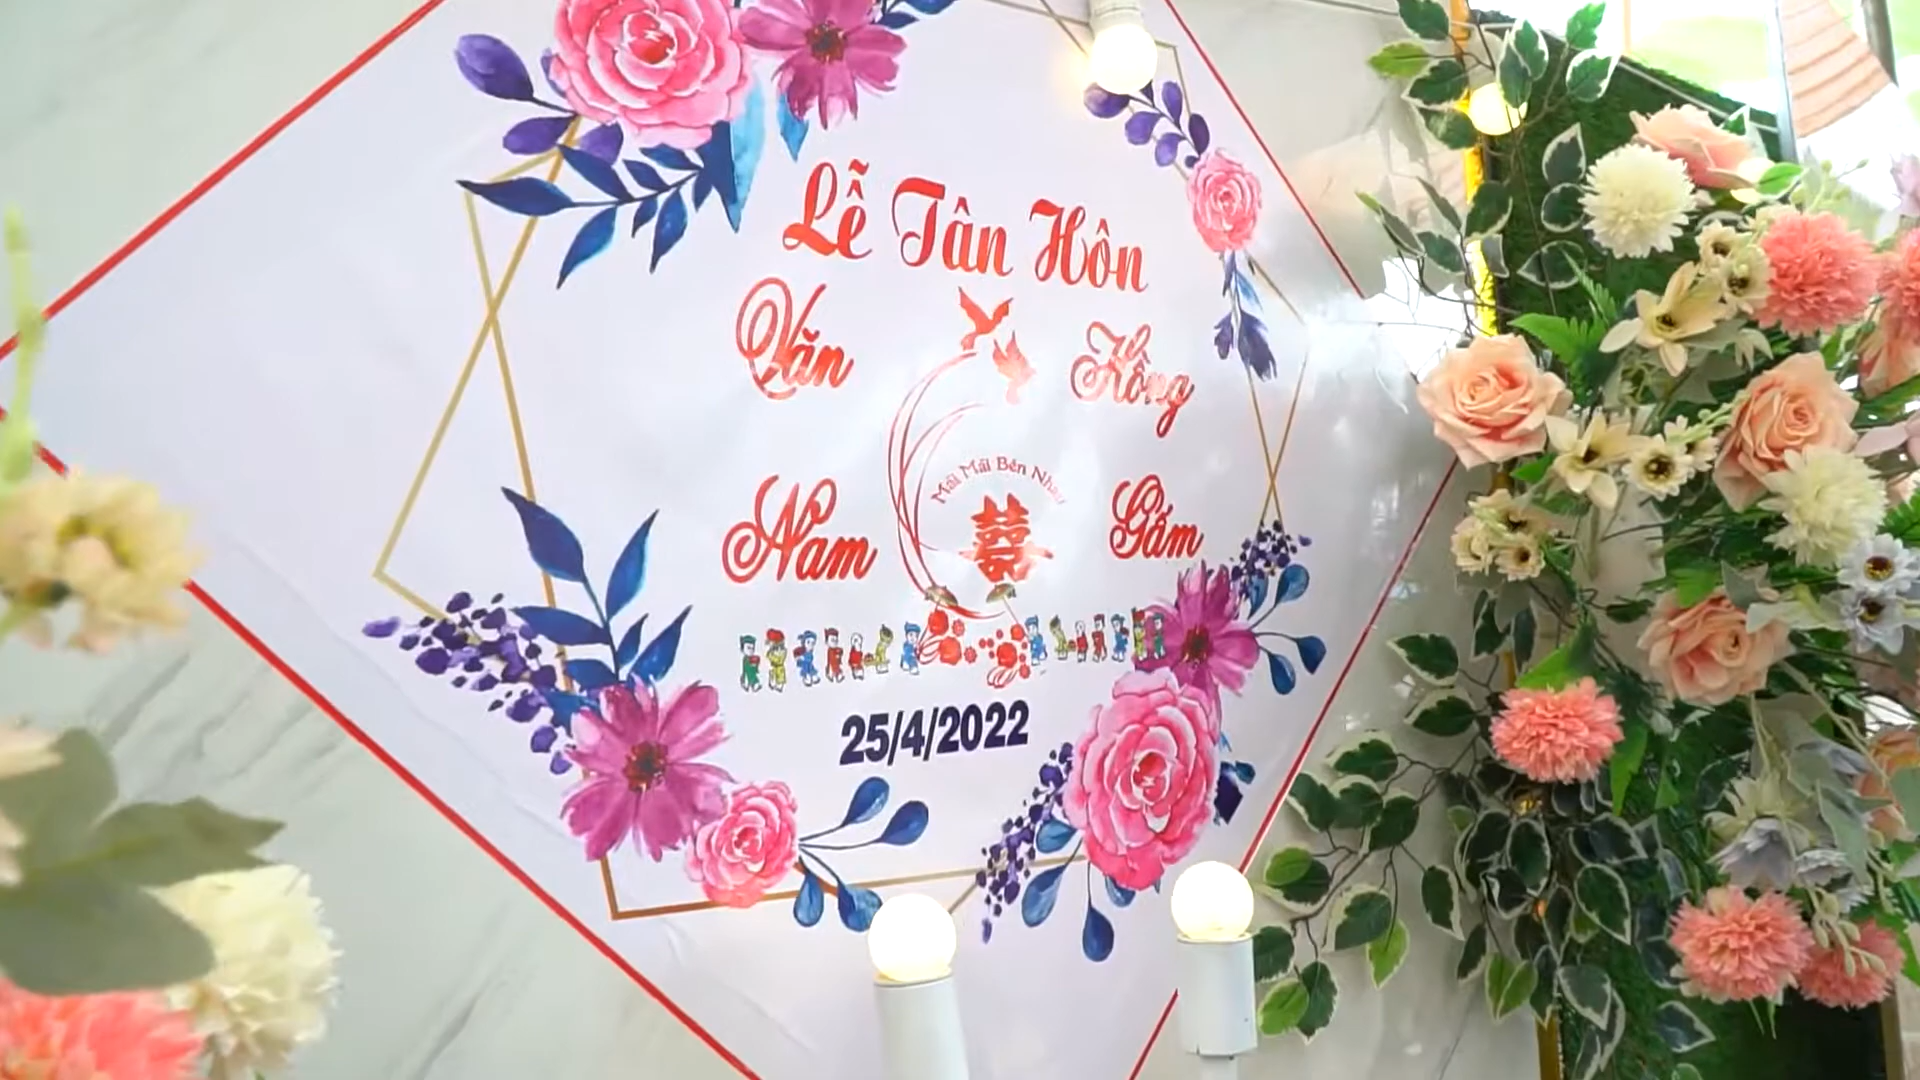 Lễ Tân Hôn
Văn
Nam
Hồng
Gấm
Mãi Mãi Bên Nhau
囍
25/4/2022